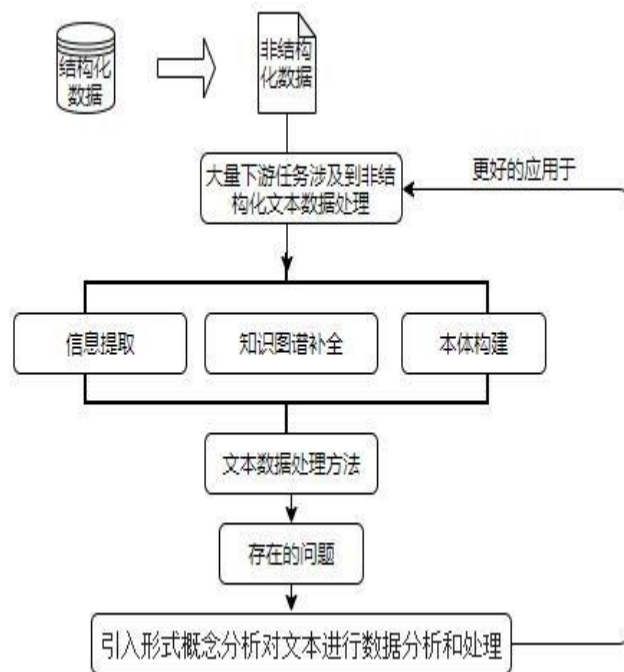 结构化
数据
非结构
化数据
大量下游任务涉及到非结
构化文本数据处理
更好的应用于
信息提取
知识图谱补全
本体构建
文本数据处理方法
存在的问题
引入形式概念分析对文本进行数据分析和处理